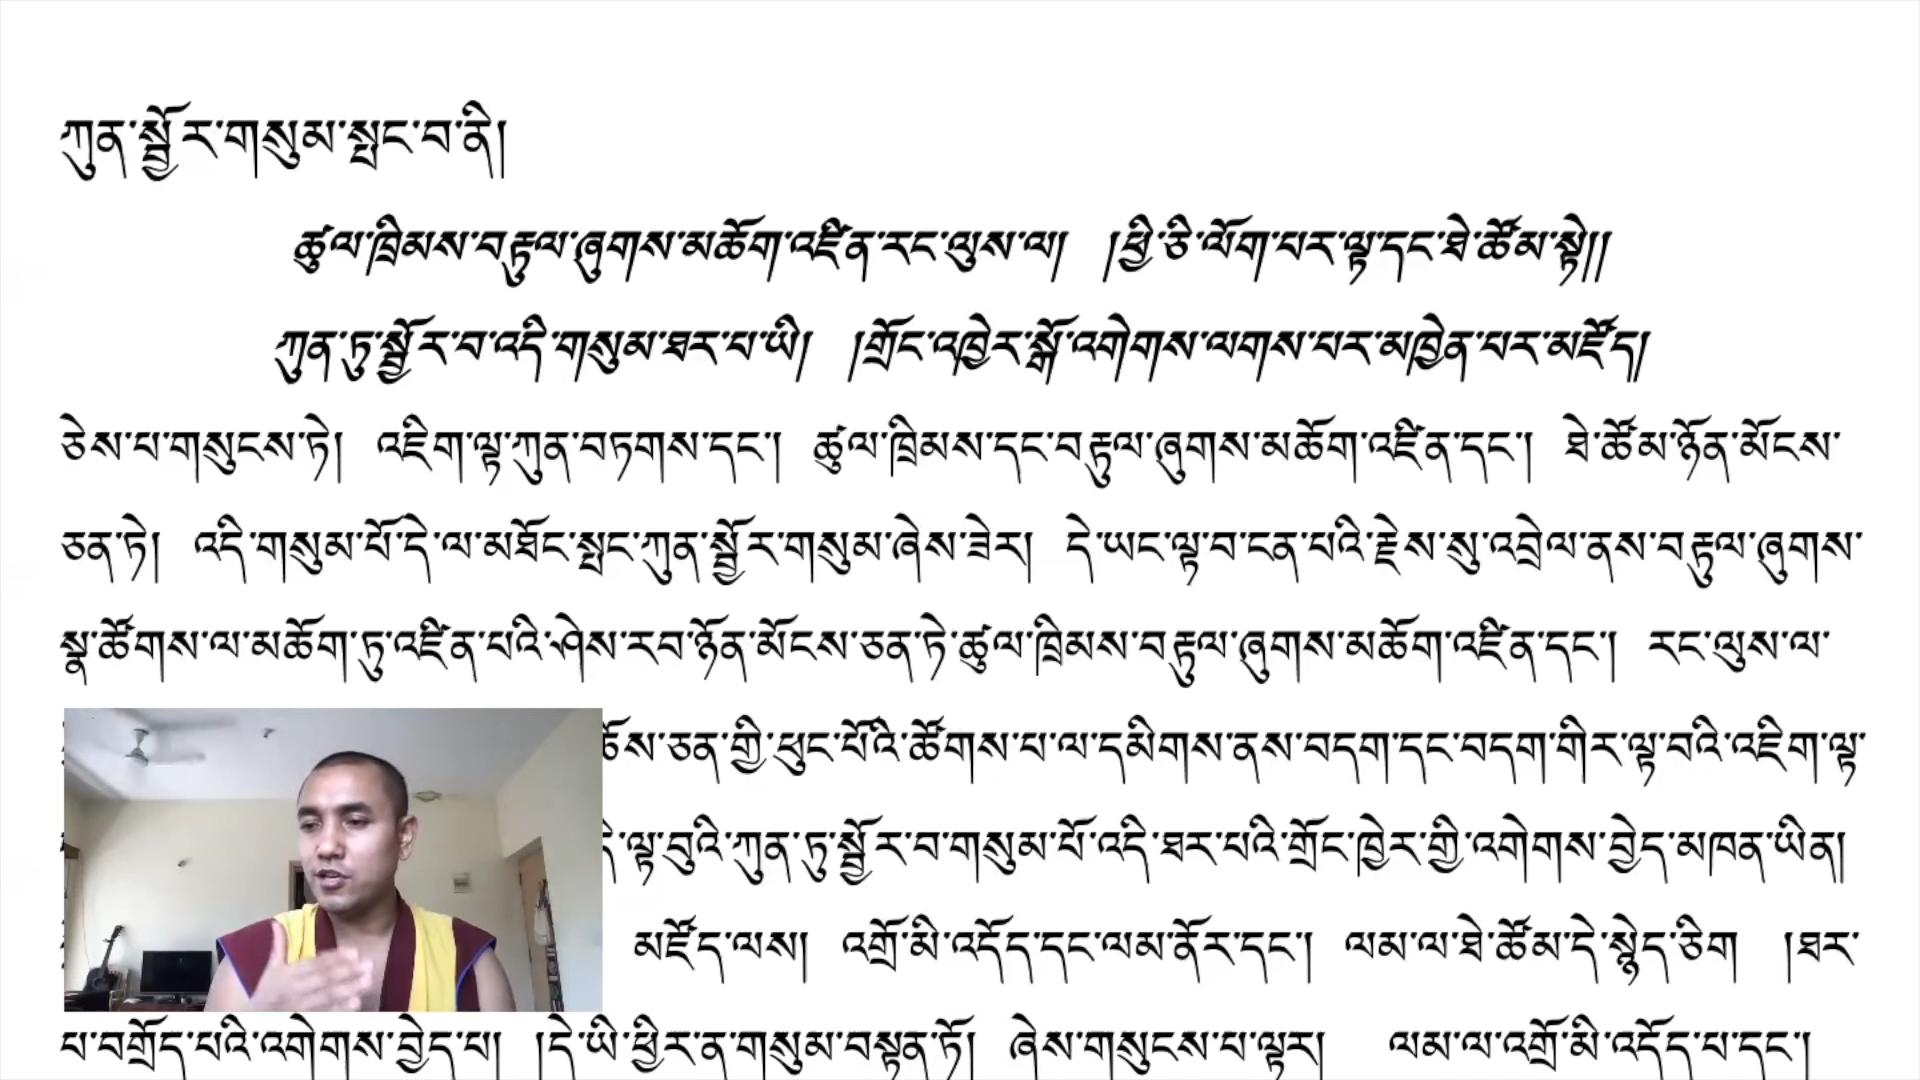 ཀུན་སྦྱོར་གསུམ་སྤང་བ་ནི།
ཚུལ་ཁྲིམས་བརྟུལ་ཞུགས་མཆོག་འཛིན་རང་ལུས་ལ། །ཕྱི་ཅི་ལོག་པར་ལྟ་དང་ཐེ་ཚོམ་སྟེ།།
ཀུན་ཏུ་སྦྱོར་བ་འདི་གསུམ་ཐར་པ་ཡི། །གྲོང་འཁྱེར་སྒོ་འགེགས་ལགས་པར་མཁྱེན་པར་མཛོད།
ཅེས་པ་གསུངས་ཏེ། འཇིག་ལྟ་ཀུན་བཏགས་དང་། ཚུལ་ཁྲིམས་དང་བརྟུལ་ཞུགས་མཆོག་འཛིན་དང་། ཐེ་ཚོམ་ཉོན་མོངས་
ཅན་ཏེ། འདི་གསུམ་པོ་དེ་ལ་མཐོང་སྤང་ཀུན་སྦྱོར་གསུམ་ཞེས་ཟེར། དེ་ཡང་ལྟ་བ་ངན་པའི་རྗེས་སུ་འབྲེལ་ནས་བརྟུལ་ཞུགས་
སྣ་ཚོགས་ལ་མཆོག་ཏུ་འཛིན་པའི་ཤེས་རབ་ཉོན་མོངས་ཅན་ཏེ་ཚུལ་ཁྲིམས་བརྟུལ་ཞུགས་མཆོག་འཛིན་དང་། རང་ལུས་ལ་
ཅན་གྱི་ཕུང་པོའི་ཚོགས་པ་ལ་དམིགས་ནས་བདག་དང་བདག་གིར་ལྟ་བའི་འཇིག་ལྟ་
ལྟ་བུའི་ཀུན་ཏུ་སྦྱོར་བ་གསུམ་པོ་འདི་ཐར་པའི་གྲོང་ཁྱེར་གྱི་འགེགས་བྱེད་མཁན་ཡིན།
མཛོད་ལས། འགྲོ་མི་འདོད་དང་ལམ་ནོར་དང་། ལམ་ལ་ཐེ་ཚོམ་དེ་སྙེད་ཅིག །ཐར་
པ་བགྲོད་པའི་འགེགས་བྱེད་པ། །དེ་ཡི་ཕྱིར་ན་གསུམ་བསྟན་ཏོ། ཞེས་གསུངས་པ་ལྟར། ལམ་ལ་འགྲོ་མི་འདོད་པ་དང་།